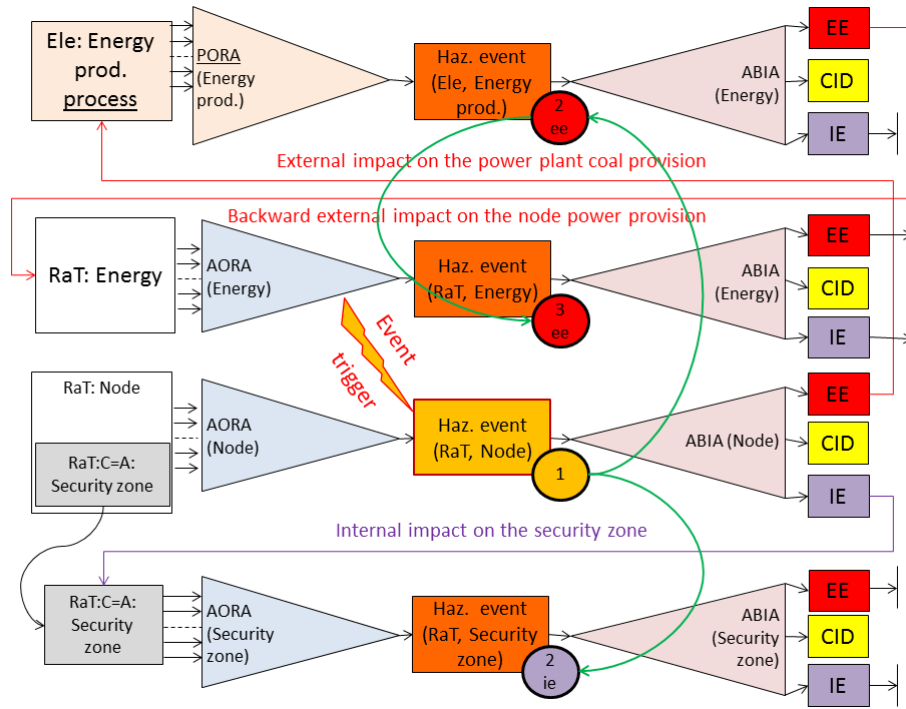 Ele: Energy
prod.
process
PORA
(Energy
prod.)
Haz. event
(Ele, Energy
prod.)
2
ee
ABIA
(Energy)
EE
CID
IE
External impact on the power plant coal provision
Backward external impact on the node power provision
RaT: Energy
AORA
(Energy)
Haz. event
(RaT, Energy)
3
ee
ABIA
(Energy)
EE
CID
IE
Event
trigger
RaT: Node
RaT:C=A:
Security zone
AORA
(Node)
Haz. event
(RaT, Node)
1
ABIA (Node)
EE
CID
IE
Internal impact on the security zone
RaT:C=A:
Security
zone
AORA
(Security
zone)
Haz. event
(RaT, Security
zone)
2
ie
ABIA
(Security
zone)
EE
CID
IE